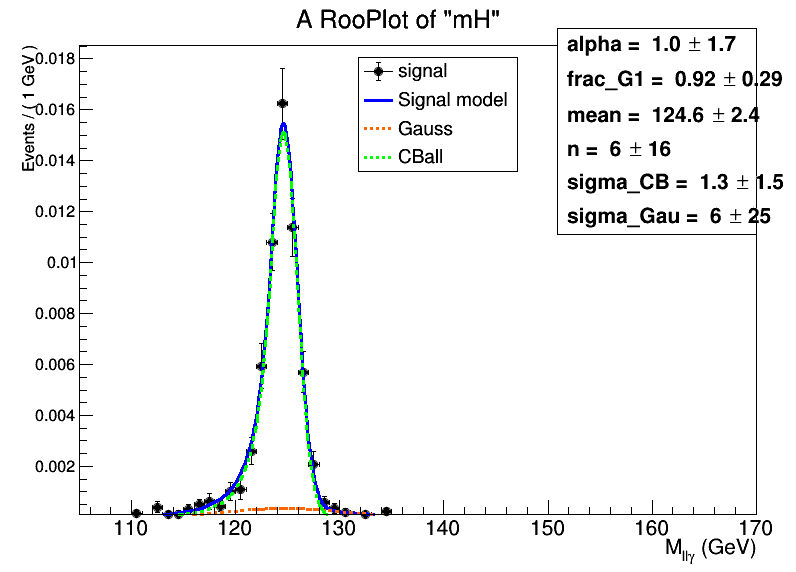 A RooPlot of "mH"
Events / ( 1 GeV )
0.018
0.016
0.014
0.012
0.01
0.008
0.006
0.004
0.002
signal
Signal model
Gauss
CBall
alpha = 1.0 ± 1.7
frac_G1 = 0.92 ± 0.29
mean = 124.6 ± 2.4
n = 6 ± 16
sigma_CB = 1.3 ± 1.5
sigma_Gau = 6 ± 25
110 120 130 140 150 160 170
M_{llγ} (GeV)